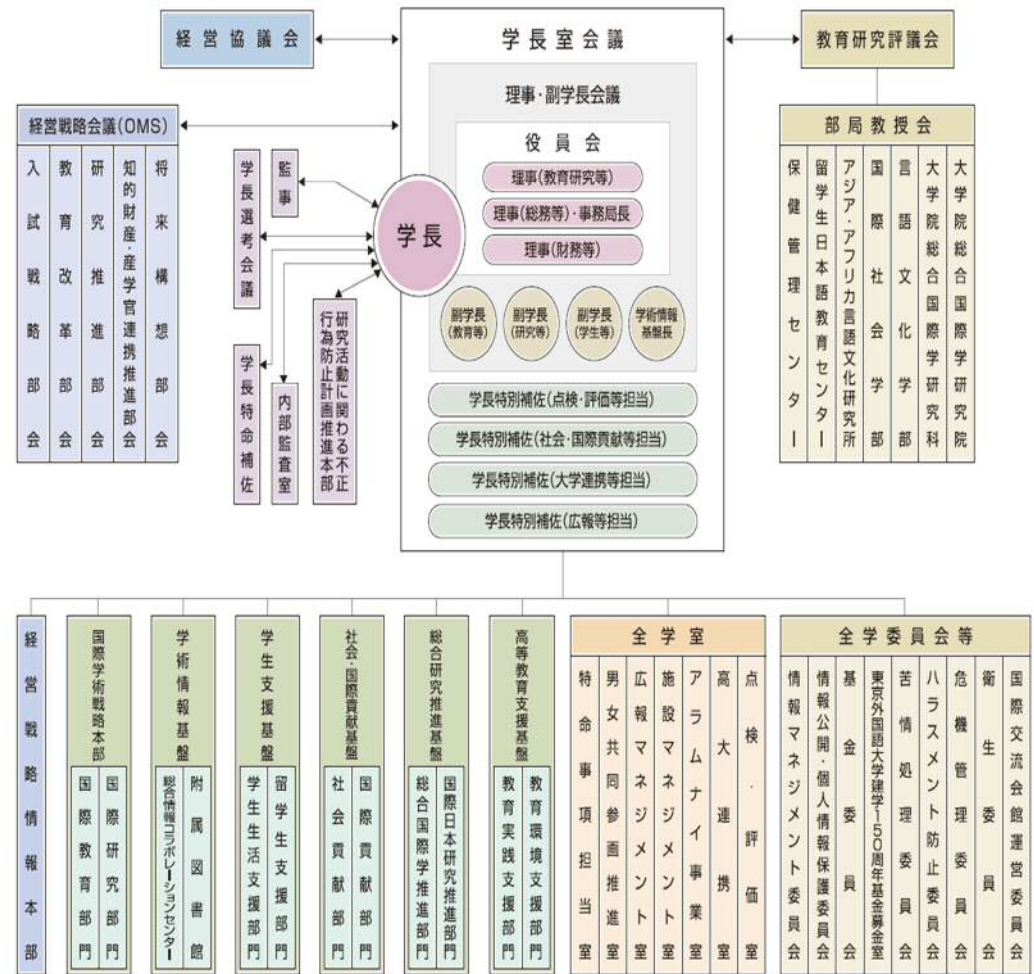 経営協議会
学長室会議
教育研究評議会
理事・副学長会議
役員会
理事(教育研究等)
理事(総務等)・事務局長
理事(財務等)
学長
副学長
(教育等)
副学長
(研究等)
副学長
(学生等)
学術情報
基盤長
学長特別補佐(点検・評価等担当)
学長特別補佐(社会・国際貢献等担当)
学長特別補佐(大学連携等担当)
学長特別補佐(広報等担当)
経営戦略会議(OMS)
将来構想部会
知的財産・産学官連携推進部会
研究推進部会
教育改革部会
入試戦略部会
監事
学長選考会議
研究活動に関わる不正
行為防止計画推進本部
内部監査室
学長特命補佐
部局教授会
大学院総合国際学研究院
大学院総合国際学研究科
言語文化学部
国際社会学部
アジア・アフリカ言語文化研究所
留学生日本語教育センター
保健管理センター
経営戦略情報本部
国際学術戦略本部
国際研究部門
国際教育部門
学術情報基盤
附属図書館
総合情報コラボレーションセンター
学生支援基盤
留学生支援部門
学生生活支援部門
社会・国際貢献基盤
国際貢献部門
社会貢献部門
総合研究推進基盤
国際日本研究推進部門
総合国際学推進部門
高等教育支援基盤
教育環境支援部門
教育実践支援部門
全学室
点検・評価室
高大連携室
アラムナイ事業室
施設マネジメント室
広報マネジメント室
男女共同参画推進室
特命事項担当室
全学委員会等
国際交流会館運営委員会
衛生委員会
危機管理委員会
ハラスメント防止委員会
苦情処理委員会
東京外国語大学建学150周年基金募金室
基金委員会
情報公開・個人情報保護委員会
情報マネジメント委員会